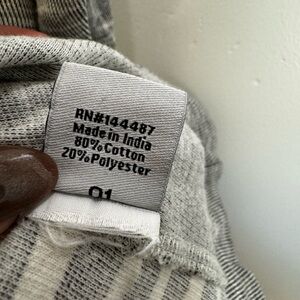 RN#144487
Made in India
80% Cotton
20% Polyester
01